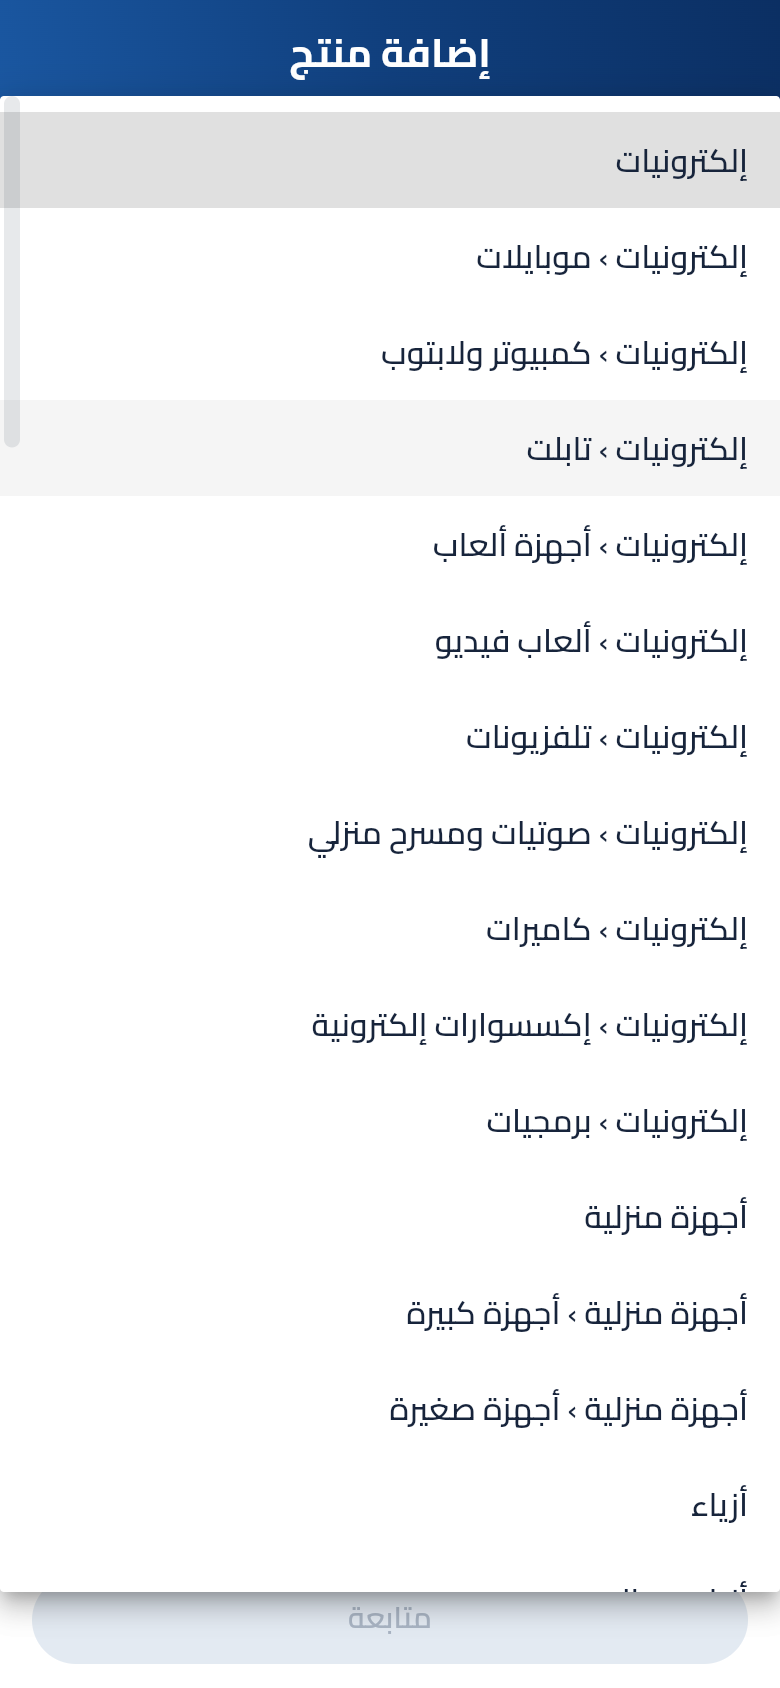 إضافة منتج
إلكترونيات
إلكترونيات › موبايلات
إلكترونيات › كمبيوتر ولابتوب
إلكترونيات › تابلت
إلكترونيات › أجهزة ألعاب
إلكترونيات › ألعاب فيديو
إلكترونيات › تلفزيونات
إلكترونيات › صوتيات ومسرح منزلي
إلكترونيات › كاميرات
إلكترونيات › إكسسوارات إلكترونية
إلكترونيات › برمجيات
أجهزة منزلية
أجهزة منزلية › أجهزة كبيرة
أجهزة منزلية › أجهزة صغيرة
أزياء
متابعة